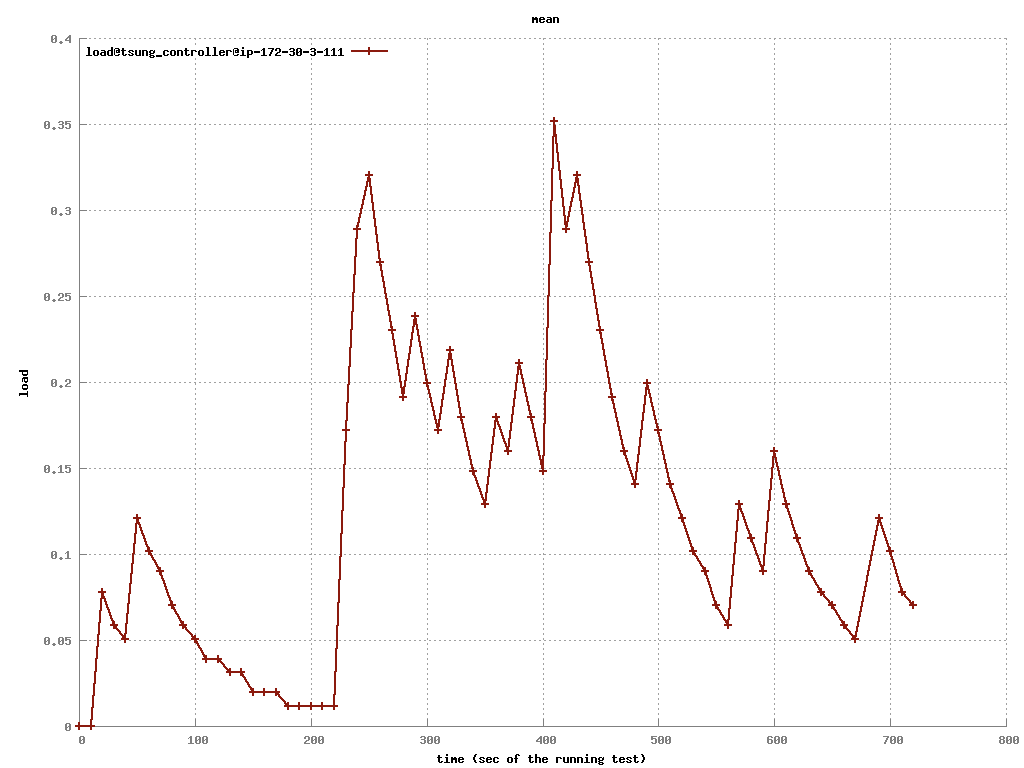 mean
0.4
load@tsung_controller@ip-172-30-3-111
0.35
0.3
0.25
0.2
load
0.15
0.1
0.05
0
0 100 200 300 400 500 600 700 800
time (sec of the running test)